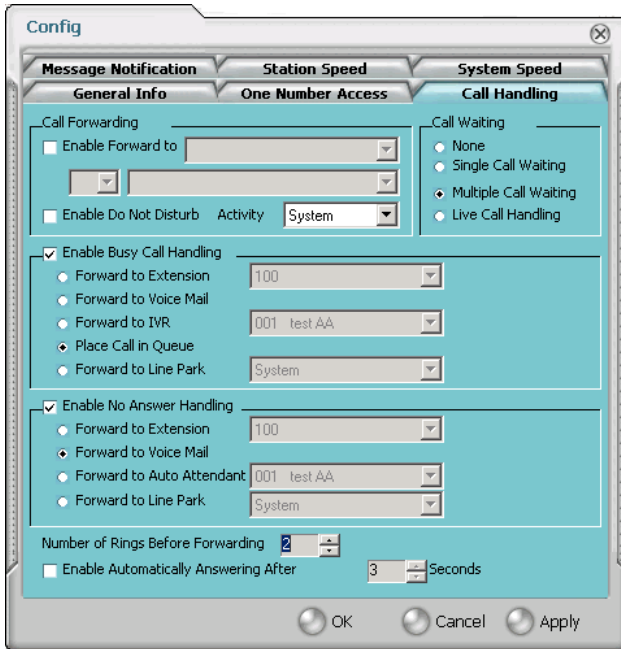 Config
Message Notification Station Speed System Speed
General Info One Number Access Call Handling
Call Forwarding
Enable Forward to
Enable Do Not Disturb Activity System
Call Waiting
None
Single Call Waiting
Multiple Call Waiting
Live Call Handling
Enable Busy Call Handling
Forward to Extension 100
Forward to Voice Mail
Forward to IVR 001 test AA
Place Call in Queue
Forward to Line Park System
Enable No Answer Handling
Forward to Extension 100
Forward to Voice Mail
Forward to Auto Attendant 001 test AA
Forward to Line Park System
Number of Rings Before Forwarding 2
Enable Automatically Answering After 3 Seconds
OK Cancel Apply